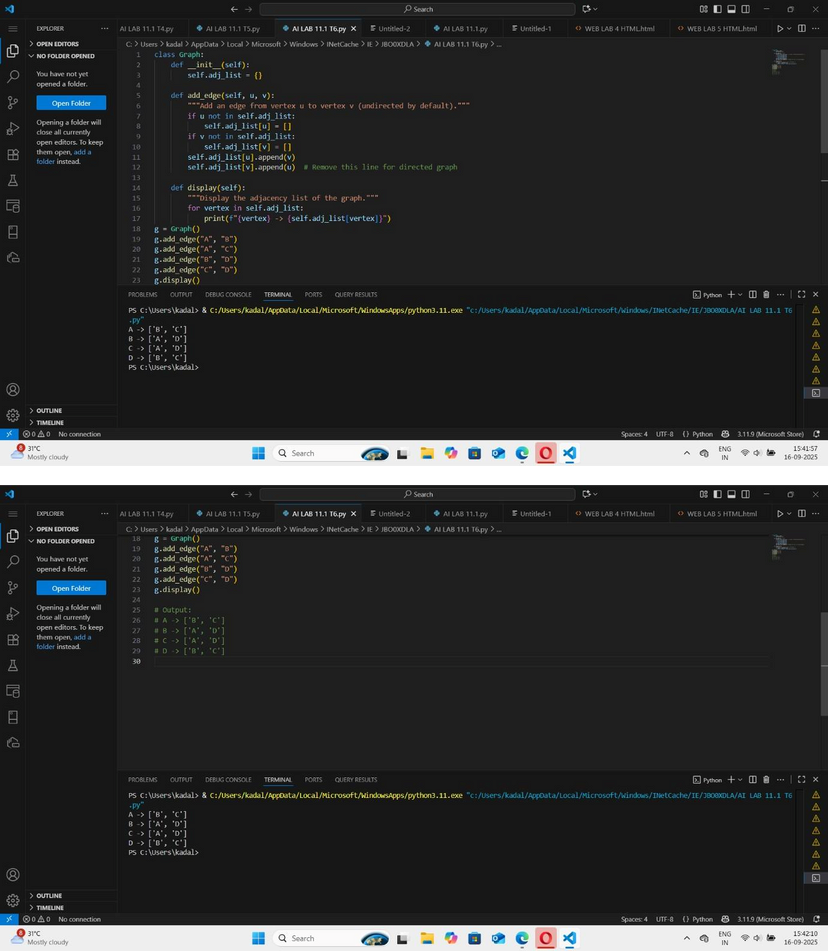 Search
EXPLORER ···
AI LAB 11.1 T4.py AI LAB 11.1 T5.py AI LAB 11.1 T6.py Untitled-2 AI LAB 11.1.py Untitled-1 WEB LAB 4 HTML.html WEB LAB 5 HTML.html
C: > Users > kadal > AppData > Local > Microsoft > Windows > INetCache > IE > JBO0XDLA > AI LAB 11.1 T6.py > ...
OPEN EDITORS
NO FOLDER OPENED
You have not yet
opened a folder.
Open Folder
Opening a folder will
close all currently
open editors. To keep
them open, add a
folder instead.
OUTLINE
TIMELINE
1 class Graph:
2     def __init__(self):
3         self.adj_list = {}
4
5     def add_edge(self, u, v):
6         """Add an edge from vertex u to vertex v (undirected by default)."""
7         if u not in self.adj_list:
8             self.adj_list[u] = []
9         if v not in self.adj_list:
10             self.adj_list[v] = []
11         self.adj_list[u].append(v)
12         self.adj_list[v].append(u)  # Remove this line for directed graph
13
14     def display(self):
15         """Display the adjacency list of the graph."""
16         for vertex in self.adj_list:
17             print(f"{vertex} -> {self.adj_list[vertex]}")
18 g = Graph()
19 g.add_edge("A", "B")
20 g.add_edge("A", "C")
21 g.add_edge("B", "D")
22 g.add_edge("C", "D")
23 g.display()
PROBLEMS OUTPUT DEBUG CONSOLE TERMINAL PORTS QUERY RESULTS
Python
PS C:\Users\kadal> & C:/Users/kadal/AppData/Local/Microsoft/WindowsApps/python3.11.exe "c:/Users/kadal/AppData/Local/Microsoft/Windows/INetCache/IE/JBO0XDLA/AI LAB 11.1 T6
.py"
A -> ['B', 'C']
B -> ['A', 'D']
C -> ['A', 'D']
D -> ['B', 'C']
PS C:\Users\kadal>
0 0 No connection
Spaces: 4 UTF-8 {} Python 3.11.9 (Microsoft Store)
31°C
Mostly cloudy
Search
ENG
IN
15:41:57
16-09-2025
Search
EXPLORER ···
AI LAB 11.1 T4.py AI LAB 11.1 T5.py AI LAB 11.1 T6.py Untitled-2 AI LAB 11.1.py Untitled-1 WEB LAB 4 HTML.html WEB LAB 5 HTML.html
C: > Users > kadal > AppData > Local > Microsoft > Windows > INetCache > IE > JBO0XDLA > AI LAB 11.1 T6.py > ...
OPEN EDITORS
NO FOLDER OPENED
You have not yet
opened a folder.
Open Folder
Opening a folder will
close all currently
open editors. To keep
them open, add a
folder instead.
OUTLINE
TIMELINE
18 g = Graph()
19 g.add_edge("A", "B")
20 g.add_edge("A", "C")
21 g.add_edge("B", "D")
22 g.add_edge("C", "D")
23 g.display()
24
25 # Output:
26 # A -> ['B', 'C']
27 # B -> ['A', 'D']
28 # C -> ['A', 'D']
29 # D -> ['B', 'C']
30
PROBLEMS OUTPUT DEBUG CONSOLE TERMINAL PORTS QUERY RESULTS
Python
PS C:\Users\kadal> & C:/Users/kadal/AppData/Local/Microsoft/WindowsApps/python3.11.exe "c:/Users/kadal/AppData/Local/Microsoft/Windows/INetCache/IE/JBO0XDLA/AI LAB 11.1 T6
.py"
A -> ['B', 'C']
B -> ['A', 'D']
C -> ['A', 'D']
D -> ['B', 'C']
PS C:\Users\kadal>
0 0 No connection
Spaces: 4 UTF-8 {} Python 3.11.9 (Microsoft Store)
31°C
Mostly cloudy
Search
ENG
IN
15:42:10
16-09-2025